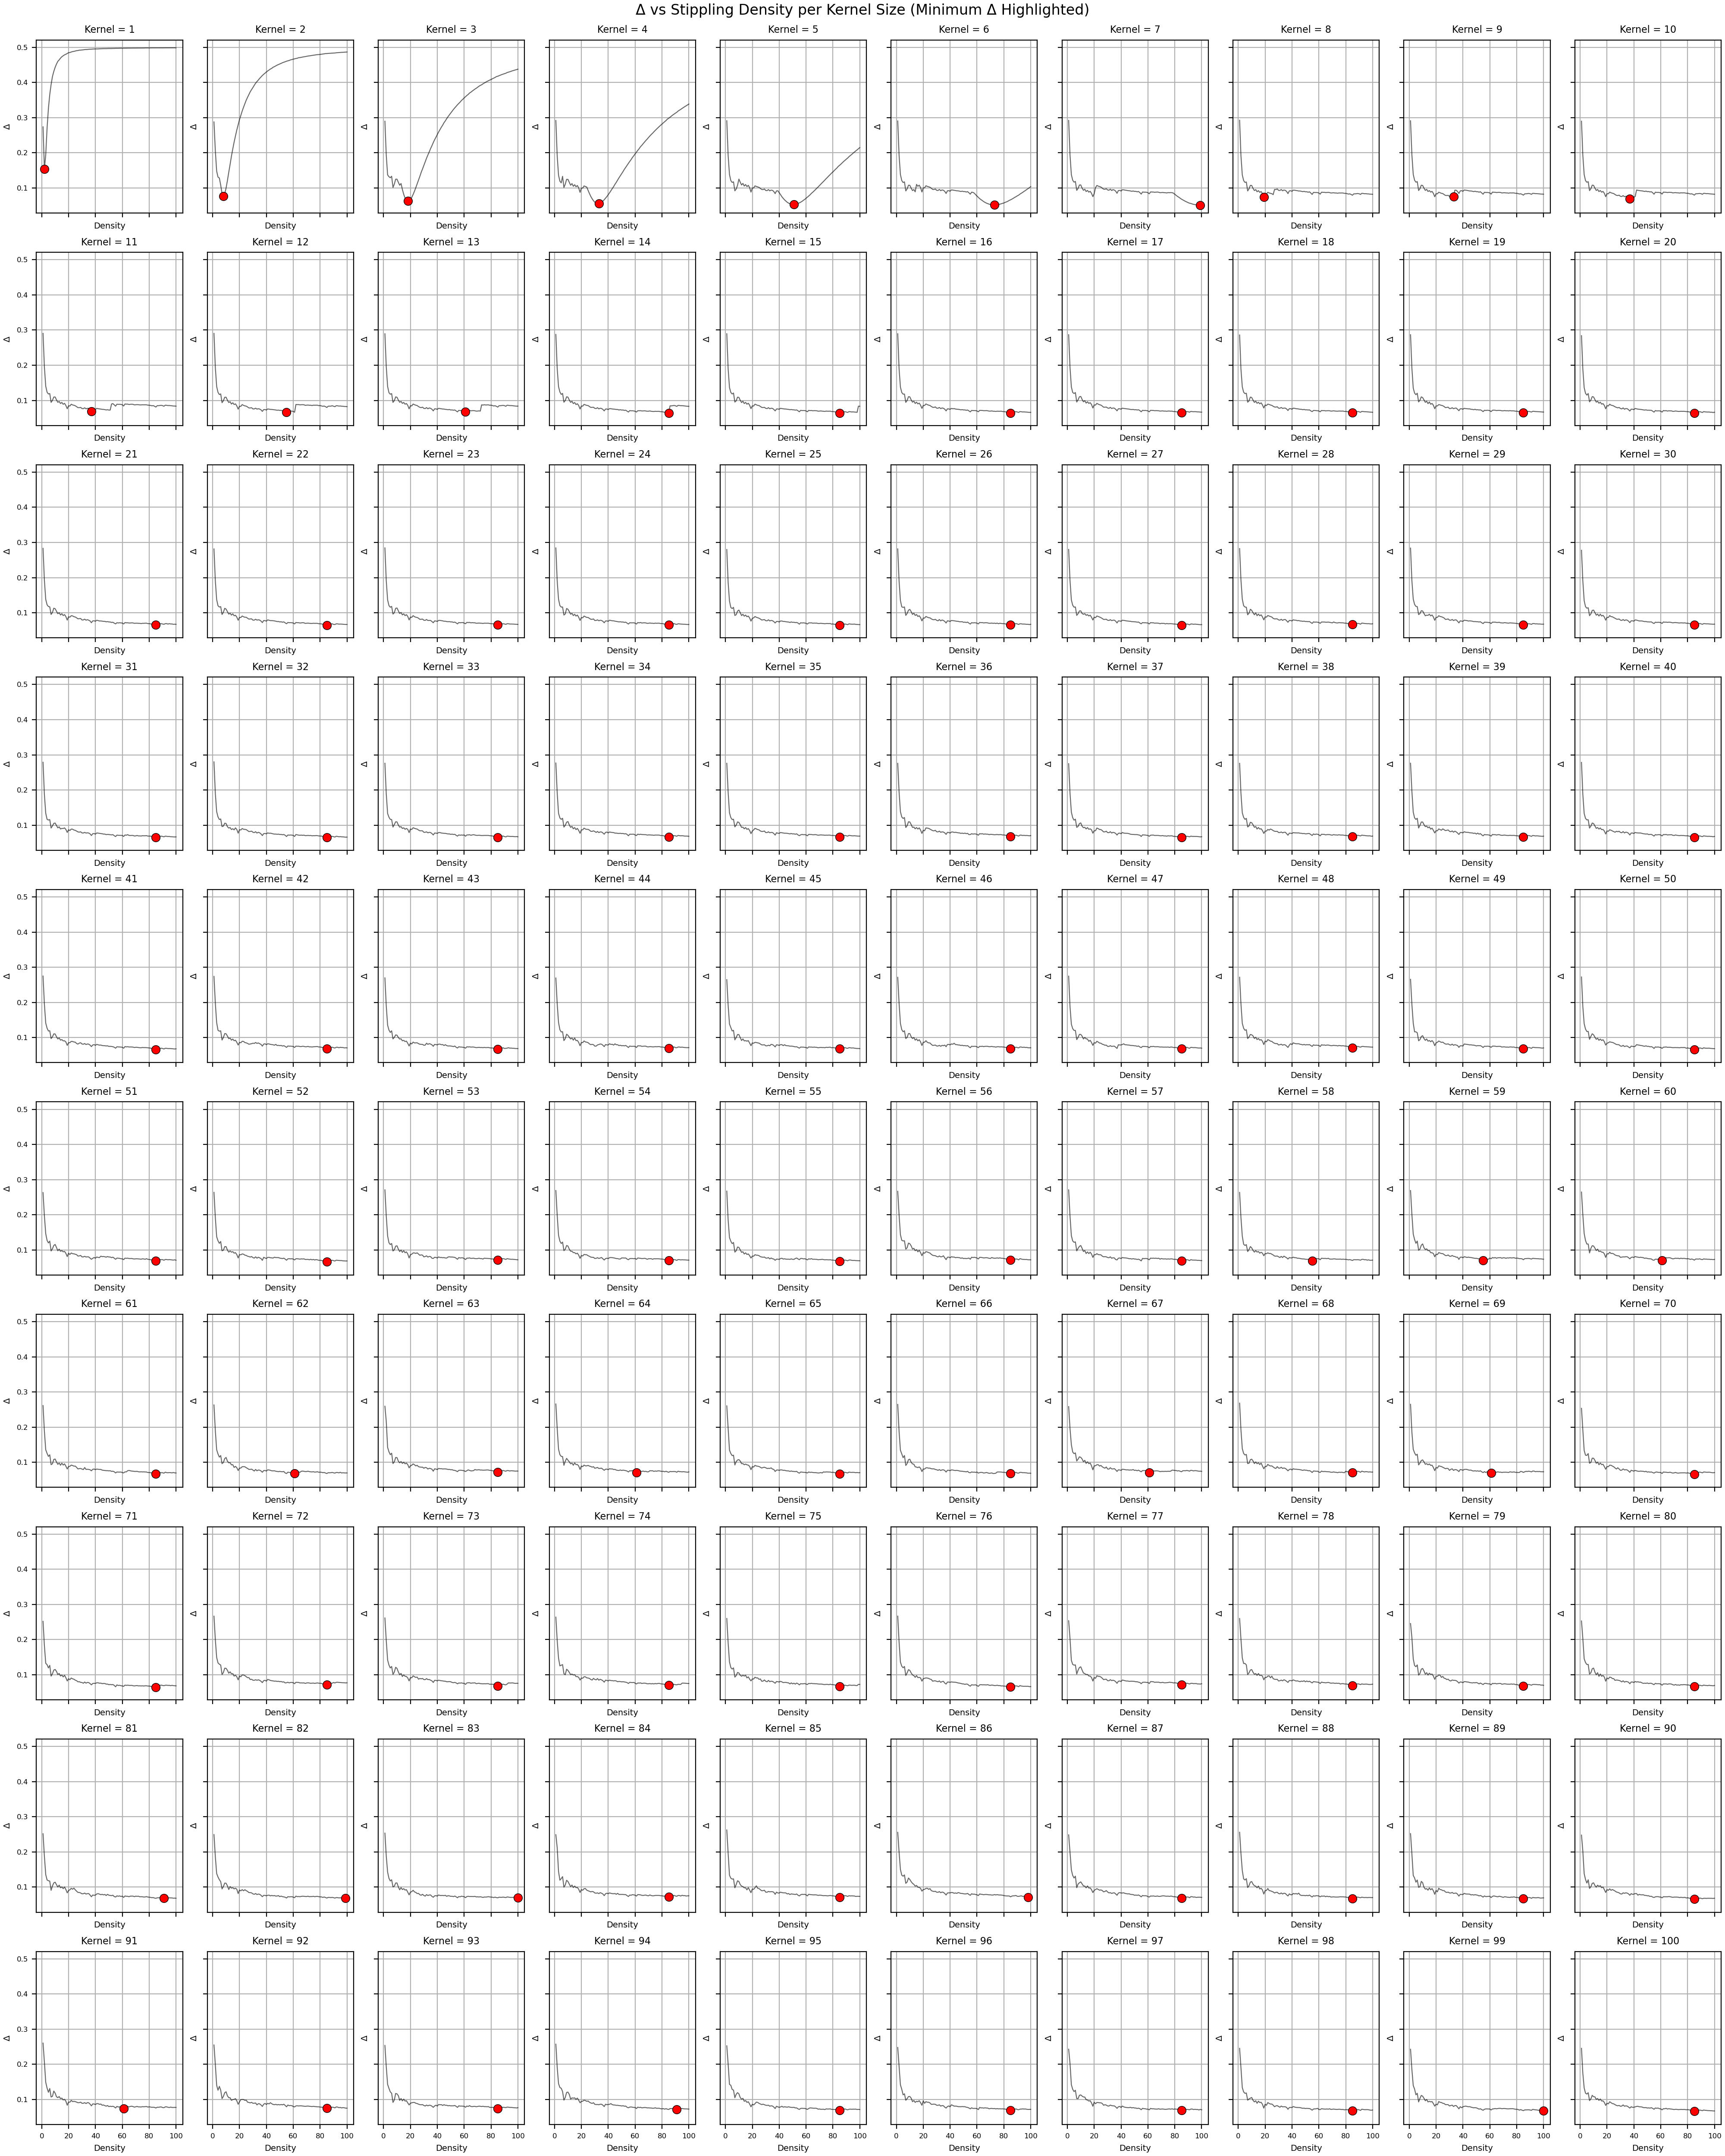 Δ vs Stippling Density per Kernel Size (Minimum Δ Highlighted)
Kernel = 1 Kernel = 2 Kernel = 3 Kernel = 4 Kernel = 5 Kernel = 6 Kernel = 7 Kernel = 8 Kernel = 9 Kernel = 10
0.5
0.4
0.3
Δ Δ Δ Δ Δ Δ Δ Δ Δ Δ
0.2
0.1
Density Density Density Density Density Density Density Density Density Density
Kernel = 11 Kernel = 12 Kernel = 13 Kernel = 14 Kernel = 15 Kernel = 16 Kernel = 17 Kernel = 18 Kernel = 19 Kernel = 20
0.5
0.4
0.3
Δ Δ Δ Δ Δ Δ Δ Δ Δ Δ
0.2
0.1
Density Density Density Density Density Density Density Density Density Density
Kernel = 21 Kernel = 22 Kernel = 23 Kernel = 24 Kernel = 25 Kernel = 26 Kernel = 27 Kernel = 28 Kernel = 29 Kernel = 30
0.5
0.4
0.3
Δ Δ Δ Δ Δ Δ Δ Δ Δ Δ
0.2
0.1
Density Density Density Density Density Density Density Density Density Density
Kernel = 31 Kernel = 32 Kernel = 33 Kernel = 34 Kernel = 35 Kernel = 36 Kernel = 37 Kernel = 38 Kernel = 39 Kernel = 40
0.5
0.4
0.3
Δ Δ Δ Δ Δ Δ Δ Δ Δ Δ
0.2
0.1
Density Density Density Density Density Density Density Density Density Density
Kernel = 41 Kernel = 42 Kernel = 43 Kernel = 44 Kernel = 45 Kernel = 46 Kernel = 47 Kernel = 48 Kernel = 49 Kernel = 50
0.5
0.4
0.3
Δ Δ Δ Δ Δ Δ Δ Δ Δ Δ
0.2
0.1
Density Density Density Density Density Density Density Density Density Density
Kernel = 51 Kernel = 52 Kernel = 53 Kernel = 54 Kernel = 55 Kernel = 56 Kernel = 57 Kernel = 58 Kernel = 59 Kernel = 60
0.5
0.4
0.3
Δ Δ Δ Δ Δ Δ Δ Δ Δ Δ
0.2
0.1
Density Density Density Density Density Density Density Density Density Density
Kernel = 61 Kernel = 62 Kernel = 63 Kernel = 64 Kernel = 65 Kernel = 66 Kernel = 67 Kernel = 68 Kernel = 69 Kernel = 70
0.5
0.4
0.3
Δ Δ Δ Δ Δ Δ Δ Δ Δ Δ
0.2
0.1
Density Density Density Density Density Density Density Density Density Density
Kernel = 71 Kernel = 72 Kernel = 73 Kernel = 74 Kernel = 75 Kernel = 76 Kernel = 77 Kernel = 78 Kernel = 79 Kernel = 80
0.5
0.4
0.3
Δ Δ Δ Δ Δ Δ Δ Δ Δ Δ
0.2
0.1
Density Density Density Density Density Density Density Density Density Density
Kernel = 81 Kernel = 82 Kernel = 83 Kernel = 84 Kernel = 85 Kernel = 86 Kernel = 87 Kernel = 88 Kernel = 89 Kernel = 90
0.5
0.4
0.3
Δ Δ Δ Δ Δ Δ Δ Δ Δ Δ
0.2
0.1
Density Density Density Density Density Density Density Density Density Density
Kernel = 91 Kernel = 92 Kernel = 93 Kernel = 94 Kernel = 95 Kernel = 96 Kernel = 97 Kernel = 98 Kernel = 99 Kernel = 100
0.5
0.4
0.3
Δ Δ Δ Δ Δ Δ Δ Δ Δ Δ
0.2
0.1
0 20 40 60 80 100 0 20 40 60 80 100 0 20 40 60 80 100 0 20 40 60 80 100 0 20 40 60 80 100 0 20 40 60 80 100 0 20 40 60 80 100 0 20 40 60 80 100 0 20 40 60 80 100 0 20 40 60 80 100
Density Density Density Density Density Density Density Density Density Density